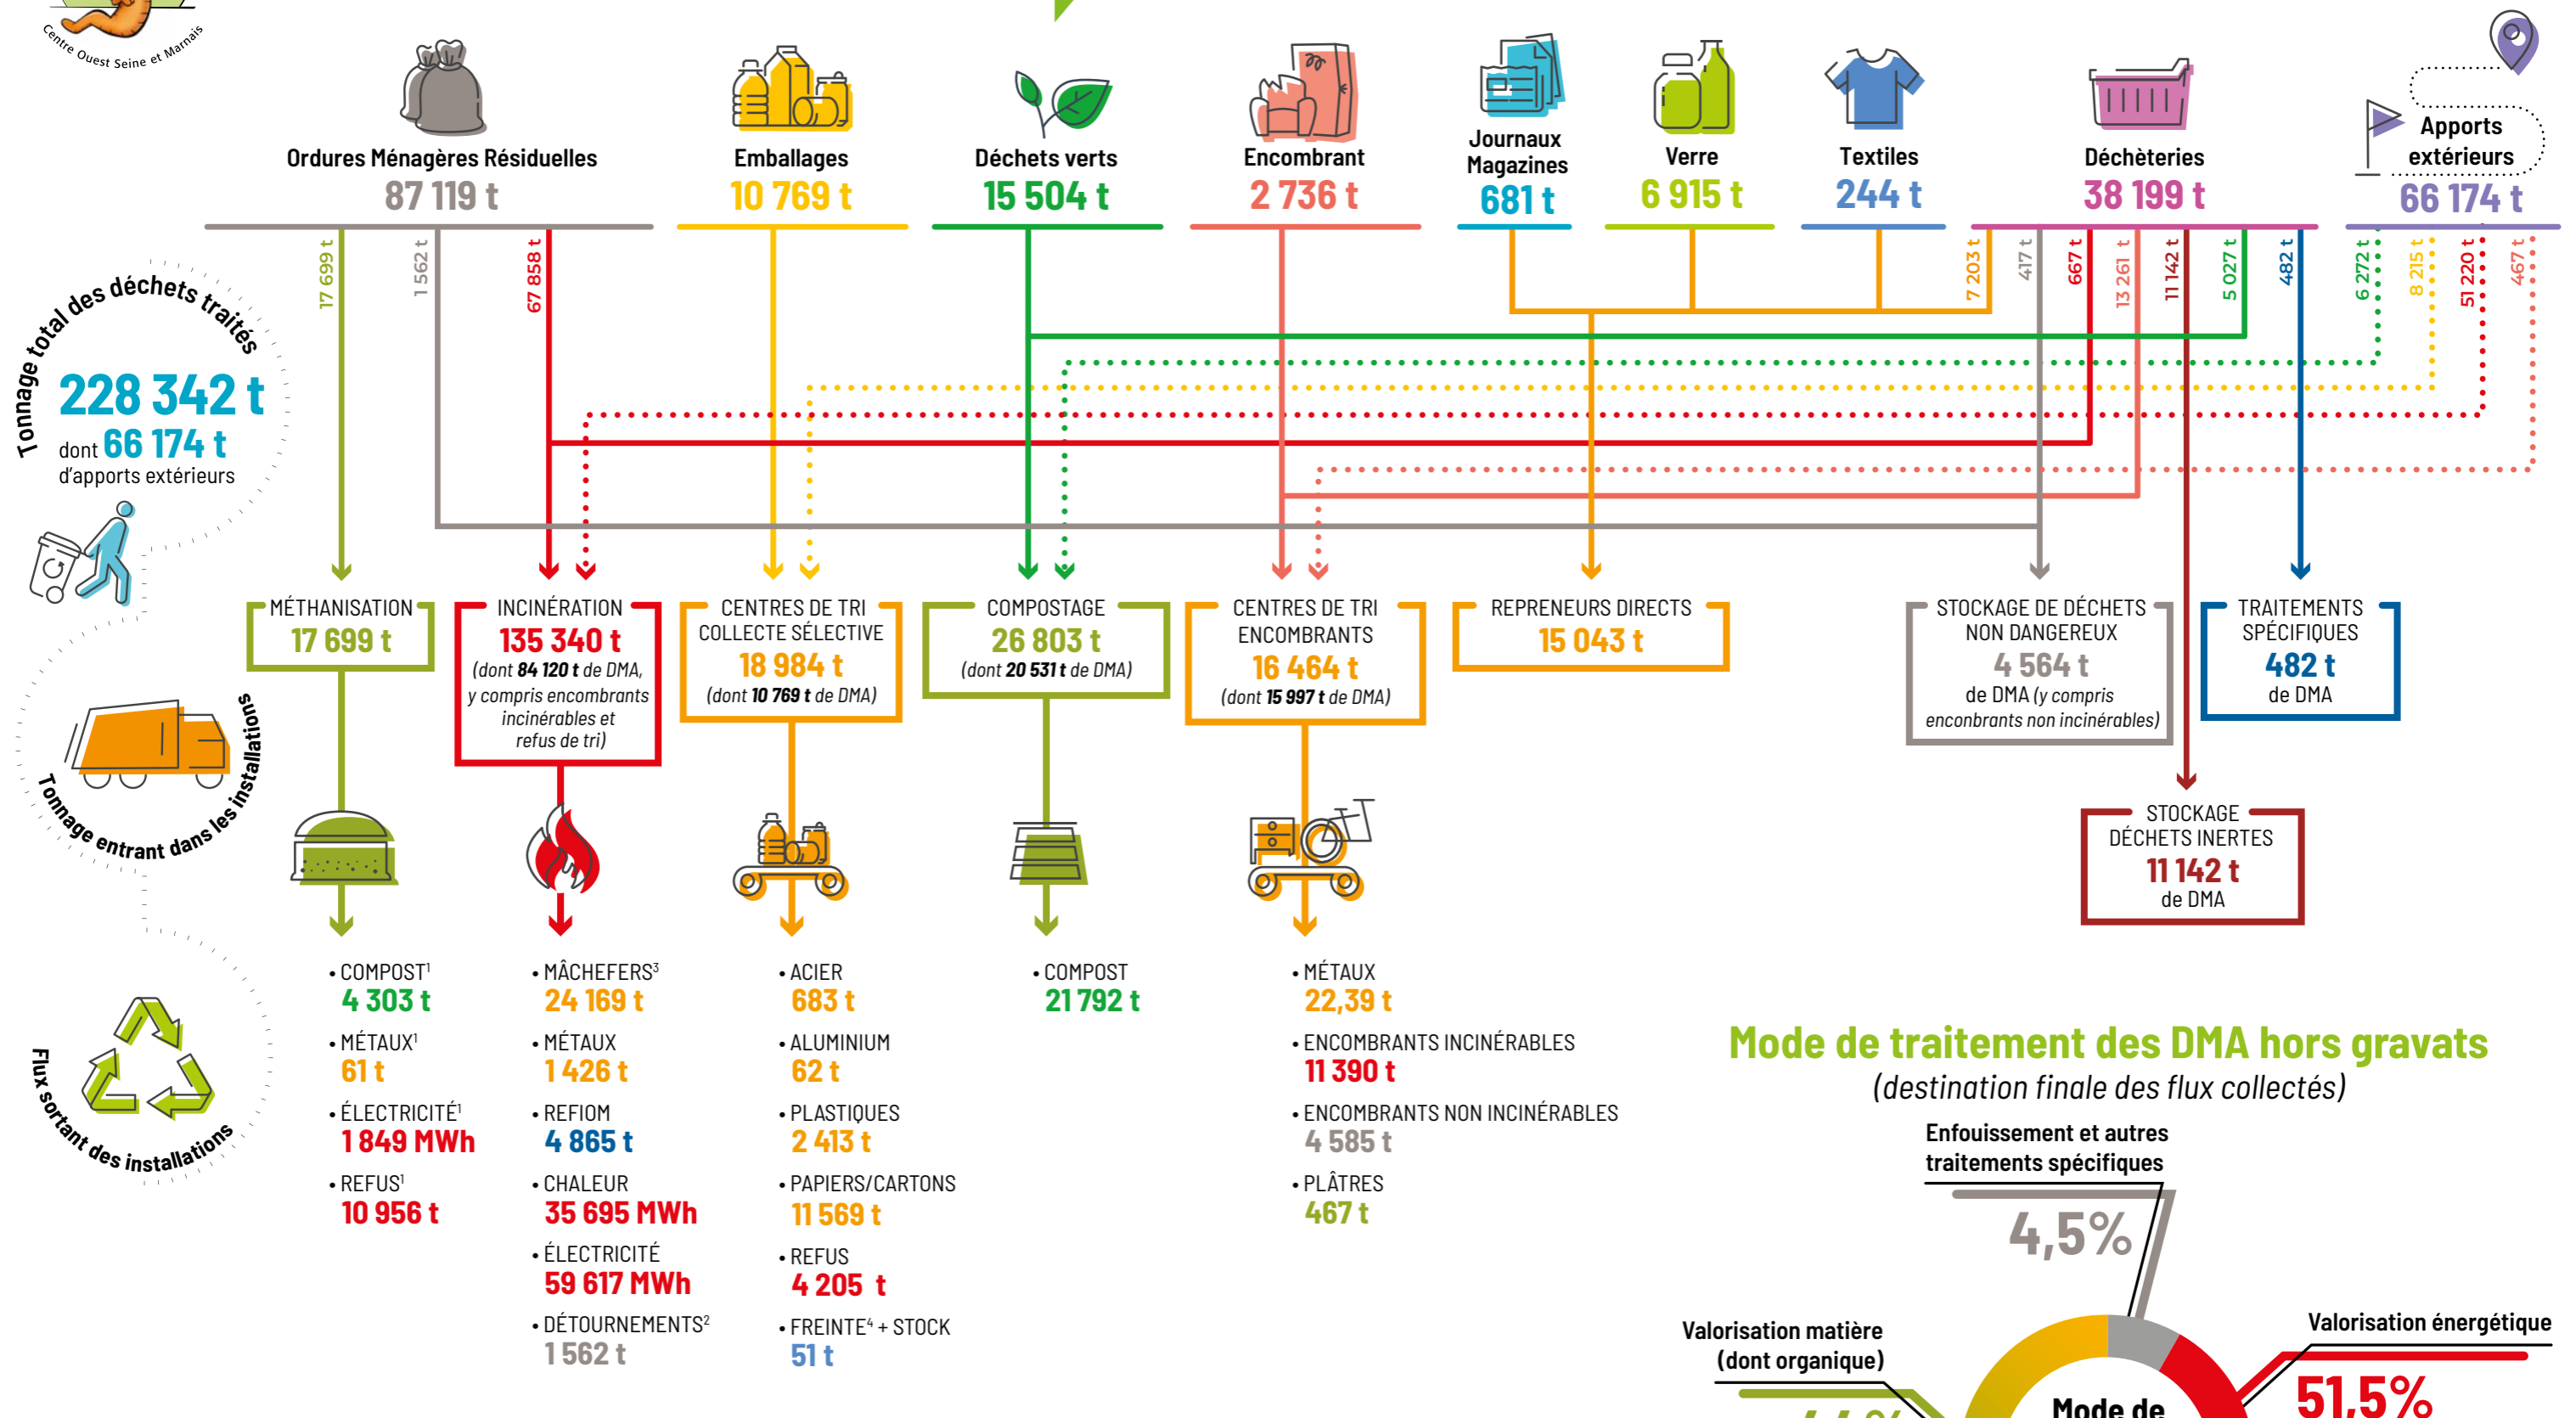 Centre Ouest Seine et Marnais
Ordures Ménagères Résiduelles
87 119 t
Emballages
10 769 t
Déchets verts
15 504 t
Encombrant
2 736 t
Journaux
Magazines
681 t
Verre
6 915 t
Textiles
244 t
Déchèteries
38 199 t
Apports
extérieurs
66 174 t
17 699 t
1 562 t
67 858 t
7 203 t
417 t
667 t
13 261 t
11 142 t
5 027 t
482 t
6 272 t
8 215 t
51 220 t
467 t
Tonnage total des déchets traités
228 342 t
dont 66 174 t
d'apports extérieurs
Tonnage entrant dans les installations
MÉTHANISATION
17 699 t
INCINÉRATION
135 340 t
(dont 84 120 t de DMA,
y compris encombrants
incinérables et
refus de tri)
CENTRES DE TRI
COLLECTE SÉLECTIVE
18 984 t
(dont 10 769 t de DMA)
COMPOSTAGE
26 803 t
(dont 20 531 t de DMA)
CENTRES DE TRI
ENCOMBRANTS
16 464 t
(dont 15 997 t de DMA)
REPRENEURS DIRECTS
15 043 t
STOCKAGE DE DÉCHETS
NON DANGEREUX
4 564 t
de DMA (y compris
enconbrants non incinérables)
TRAITEMENTS
SPÉCIFIQUES
482 t
de DMA
STOCKAGE
DÉCHETS INERTES
11 142 t
de DMA
Flux sortant des installations
• COMPOST¹
4 303 t
• MÉTAUX¹
61 t
• ÉLECTRICITÉ¹
1 849 MWh
• REFUS¹
10 956 t
• MÂCHEFERS³
24 169 t
• MÉTAUX
1 426 t
• REFIOM
4 865 t
• CHALEUR
35 695 MWh
• ÉLECTRICITÉ
59 617 MWh
• DÉTOURNEMENTS²
1 562 t
• ACIER
683 t
• ALUMINIUM
62 t
• PLASTIQUES
2 413 t
• PAPIERS/CARTONS
11 569 t
• REFUS
4 205 t
• FREINTE⁴ + STOCK
51 t
• COMPOST
21 792 t
• MÉTAUX
22,39 t
• ENCOMBRANTS INCINÉRABLES
11 390 t
• ENCOMBRANTS NON INCINÉRABLES
4 585 t
• PLÂTRES
467 t
Mode de traitement des DMA hors gravats
(destination finale des flux collectés)
Enfouissement et autres
traitements spécifiques
4,5%
Valorisation matière
(dont organique)
Valorisation énergétique
51,5%
Mode de